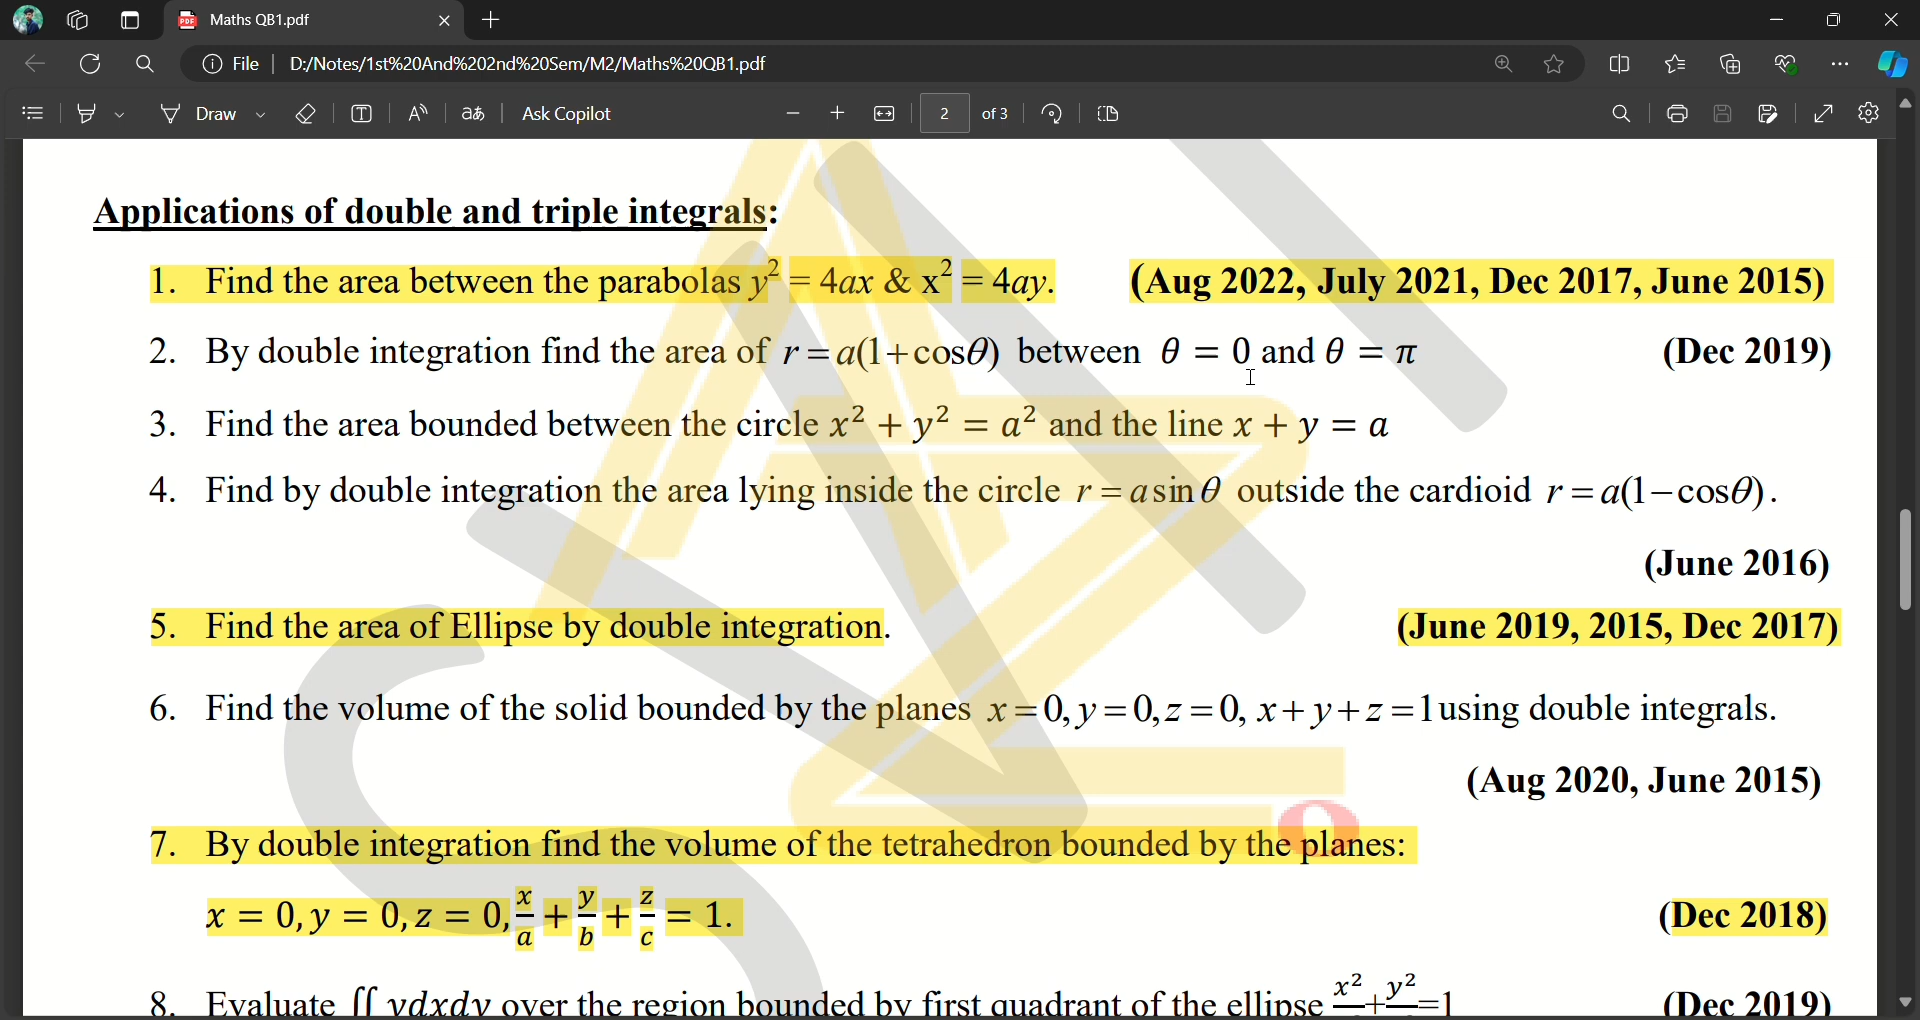 Maths QB1.pdf
File D:/Notes/1st%20And%202nd%20Sem/M2/Maths%20QB1.pdf
Draw A aあ Ask Copilot 2 of 3
Applications of double and triple integrals:
1. Find the area between the parabolas y² = 4ax & x² = 4ay. (Aug 2022, July 2021, Dec 2017, June 2015)
2. By double integration find the area of r = a(1+cosθ) between θ = 0 and θ = π (Dec 2019)
3. Find the area bounded between the circle x² + y² = a² and the line x + y = a
4. Find by double integration the area lying inside the circle r = a sin θ outside the cardioid r = a(1−cosθ).
(June 2016)
5. Find the area of Ellipse by double integration. (June 2019, 2015, Dec 2017)
6. Find the volume of the solid bounded by the planes x = 0, y = 0, z = 0, x + y + z = 1 using double integrals.
(Aug 2020, June 2015)
7. By double integration find the volume of the tetrahedron bounded by the planes:
x = 0, y = 0, z = 0, x/a + y/b + z/c = 1. (Dec 2018)
8. Evaluate ∬ ydxdy over the region bounded by first quadrant of the ellipse x² + y² =1 (Dec 2019)